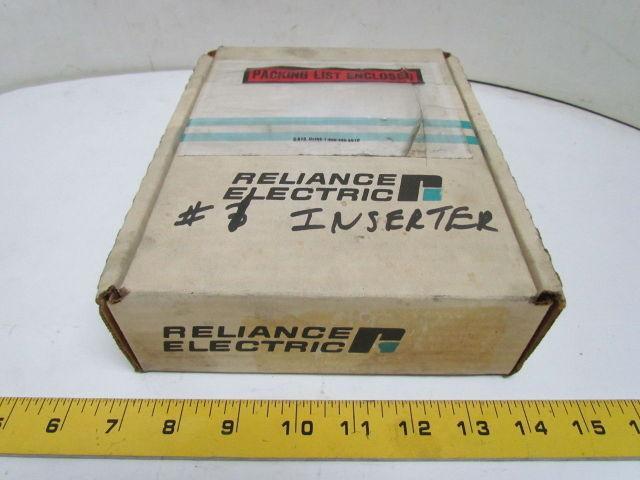 PACKING LIST ENCLOSED
RELIANCE
ELECTRIC
# INSERTER
RELIANCE
ELECTRIC
6 7 8 9 10 11 12 13 14 15